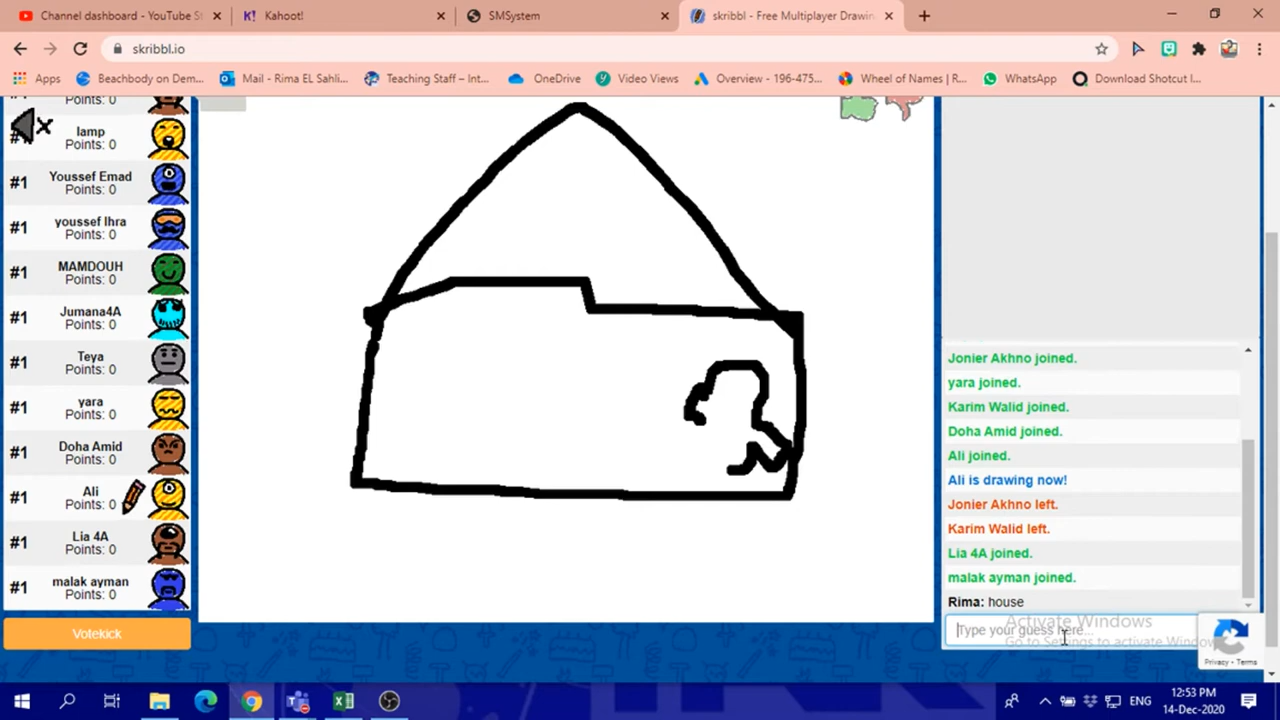 Channel dashboard - YouTube St
Kahoot!
SMSystem
skribbl - Free Multiplayer Drawin
skribbl.io
Apps
Beachbody on Dem...
Mail - Rima EL Sahli...
Teaching Staff – Int...
OneDrive
Video Views
Overview - 196-475...
Wheel of Names | R...
WhatsApp
Download Shotcut I...
Points: 0
#1 lamp
Points: 0
#1 Youssef Emad
Points: 0
#1 youssef Ihra
Points: 0
#1 MAMDOUH
Points: 0
#1 Jumana4A
Points: 0
#1 Teya
Points: 0
#1 yara
Points: 0
#1 Doha Amid
Points: 0
#1 Ali
Points: 0
#1 Lia 4A
Points: 0
#1 malak ayman
Points: 0
Votekick
Jonier Akhno joined.
yara joined.
Karim Walid joined.
Doha Amid joined.
Ali joined.
Ali is drawing now!
Jonier Akhno left.
Karim Walid left.
Lia 4A joined.
malak ayman joined.
Rima: house
Type your guess here...
Activate Windows
Go to Settings to activate Windows
Privacy - Terms
ENG
12:53 PM
14-Dec-2020